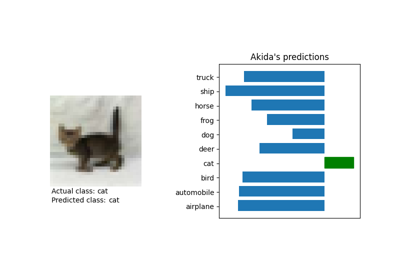 Akida's predictions
truck
ship
horse
frog
dog
deer
cat
bird
automobile
airplane
Actual class: cat
Predicted class: cat